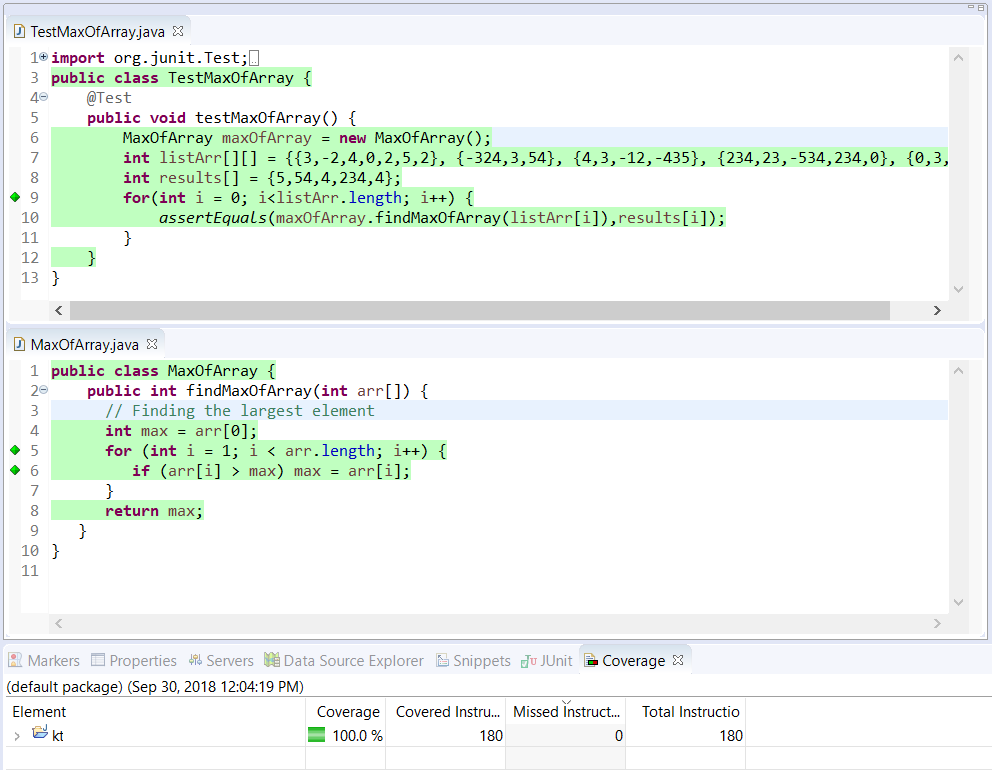 TestMaxOfArray.java
1 import org.junit.Test;
3 public class TestMaxOfArray {
4 @Test
5 public void testMaxOfArray() {
6 MaxOfArray maxOfArray = new MaxOfArray();
7 int listArr[][] = {{3,-2,4,0,2,5,2}, {-324,3,54}, {4,3,-12,-435}, {234,23,-534,234,0}, {0,3,
8 int results[] = {5,54,4,234,4};
9 for(int i = 0; i<listArr.length; i++) {
10 assertEquals(maxOfArray.findMaxOfArray(listArr[i]),results[i]);
11 }
12 }
13 }
MaxOfArray.java
1 public class MaxOfArray {
2 public int findMaxOfArray(int arr[]) {
3 // Finding the largest element
4 int max = arr[0];
5 for (int i = 1; i < arr.length; i++) {
6 if (arr[i] > max) max = arr[i];
7 }
8 return max;
9 }
10 }
11
Markers Properties Servers Data Source Explorer Snippets JUnit Coverage
(default package) (Sep 30, 2018 12:04:19 PM)
Element Coverage Covered Instru... Missed Instruct... Total Instructio
kt 100.0 % 180 0 180